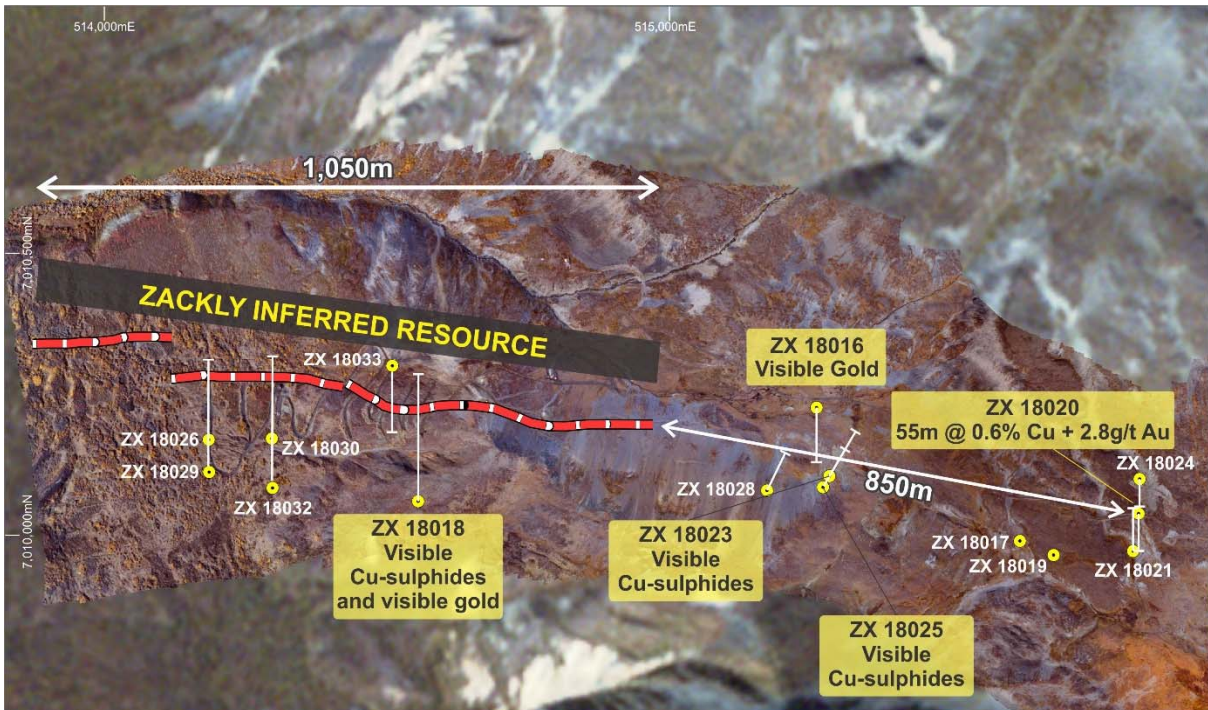 514,000mE
515,000mE
1,050m
7,010,500mN
ZACKLY INFERRED RESOURCE
ZX 18033
ZX 18016
Visible Gold
ZX 18020
55m @ 0.6% Cu + 2.8g/t Au
ZX 18026
ZX 18030
ZX 18029
ZX 18032
ZX 18024
ZX 18028
850m
7,010,000mN
ZX 18018
Visible
Cu-sulphides
and visible gold
ZX 18023
Visible
Cu-sulphides
ZX 18017
ZX 18019
ZX 18021
ZX 18025
Visible
Cu-sulphides